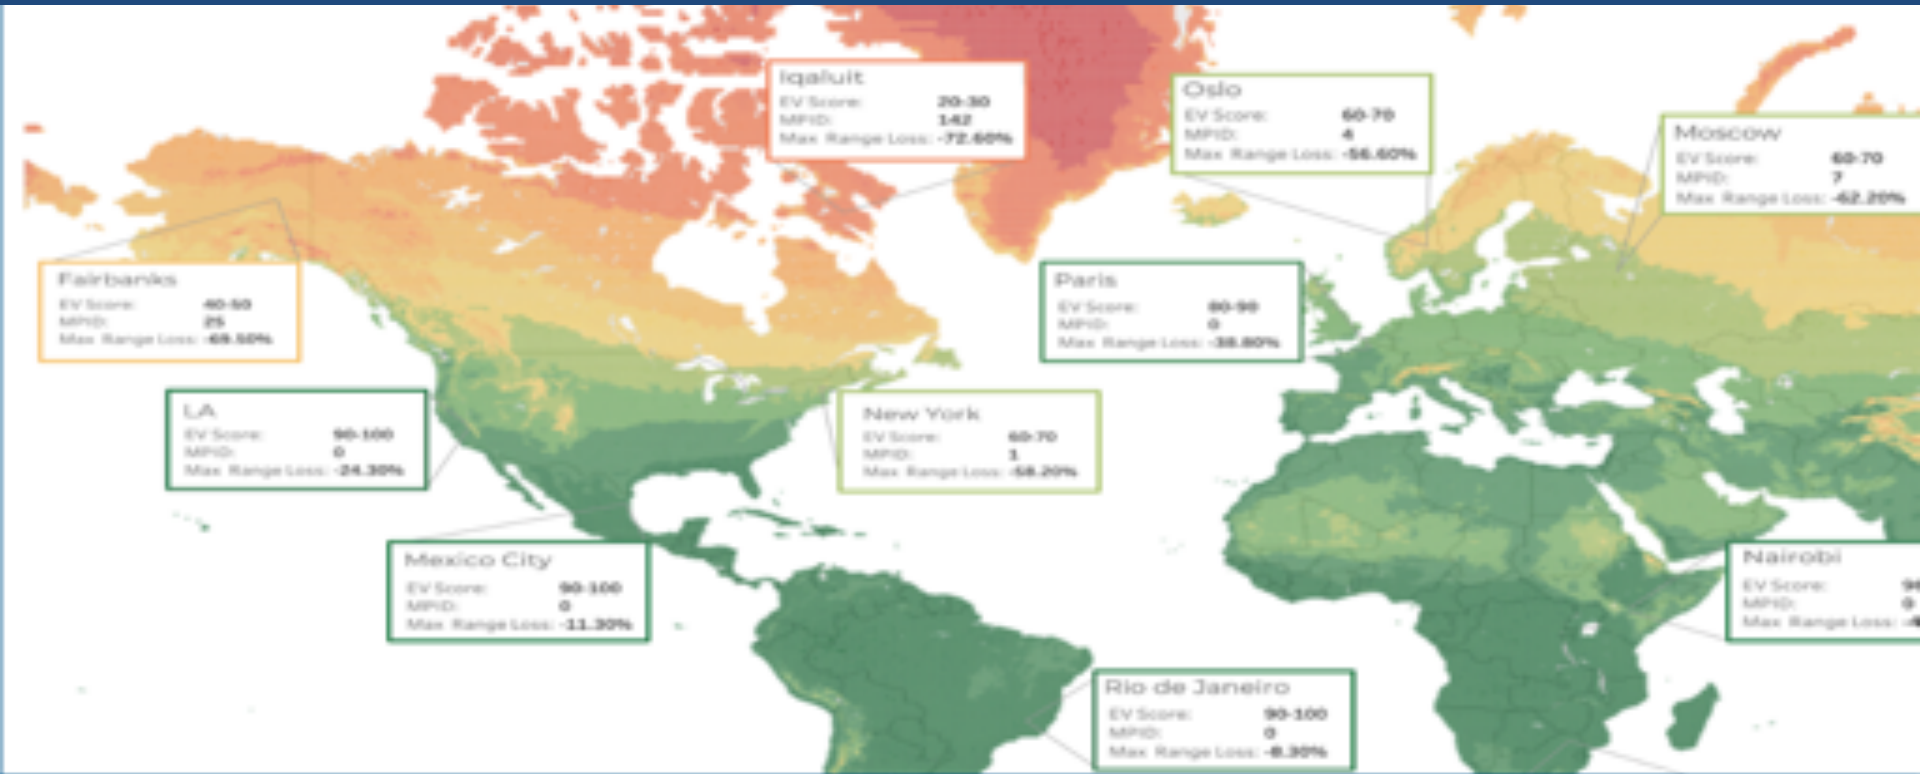 Iqaluit
EV Score: 20-30
MPID: 142
Max Range Loss: -72.60%
Oslo
EV Score: 60-70
MPID: 4
Max Range Loss: -56.60%
Moscow
EV Score: 60-70
MPID: 7
Max Range Loss: -62.20%
Fairbanks
EV Score: 40-50
MPID: 25
Max Range Loss: -69.50%
Paris
EV Score: 80-90
MPID: 0
Max Range Loss: -38.80%
LA
EV Score: 90-100
MPID: 0
Max Range Loss: -24.30%
New York
EV Score: 60-70
MPID: 1
Max Range Loss: -58.20%
Mexico City
EV Score: 90-100
MPID: 0
Max Range Loss: -11.30%
Nairobi
EV Score:
MPID: 0
Max Range Loss:
Rio de Janeiro
EV Score: 90-100
MPID: 0
Max Range Loss: -8.30%